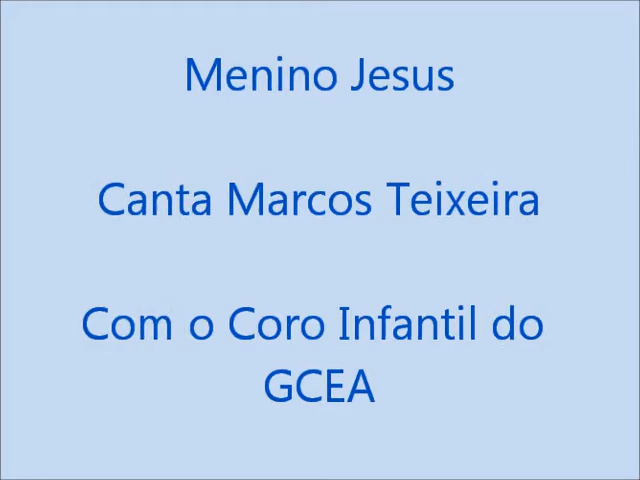 Menino Jesus
Canta Marcos Teixeira
Com o Coro Infantil do
GCEA